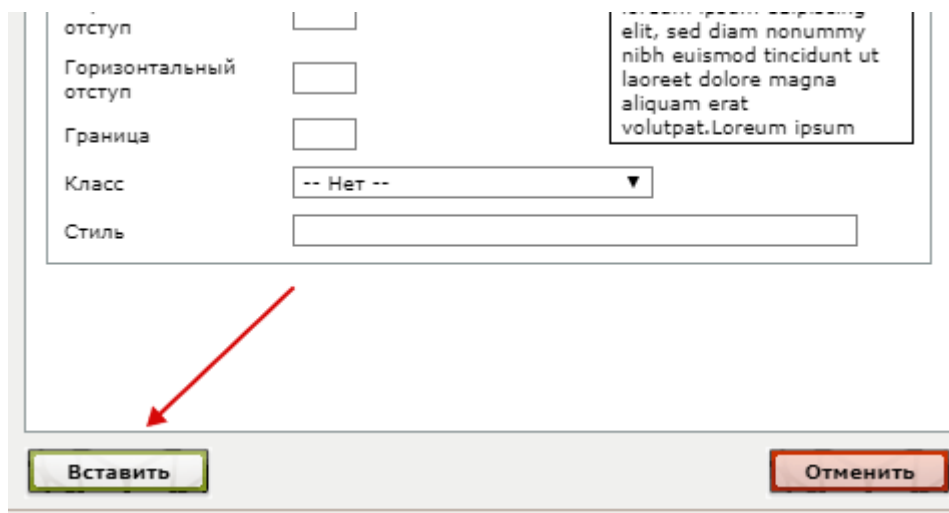 отступ
Горизонтальный
отступ
Граница
Класс
-- Нет --
Стиль
elit, sed diam nonummy
nibh euismod tincidunt ut
laoreet dolore magna
aliquam erat
volutpat.Loreum ipsum
Вставить
Отменить